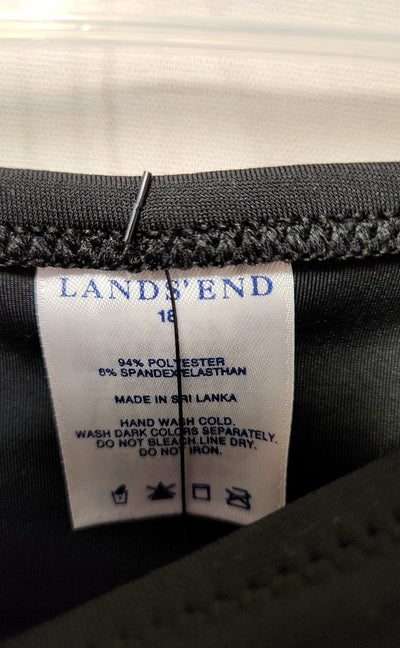 LANDS' END
18
94% POLYESTER
6% SPANDEX/ELASTHAN
MADE IN SRI LANKA
HAND WASH COLD.
WASH DARK COLORS SEPARATELY.
DO NOT BLEACH.LINE DRY.
DO NOT IRON.